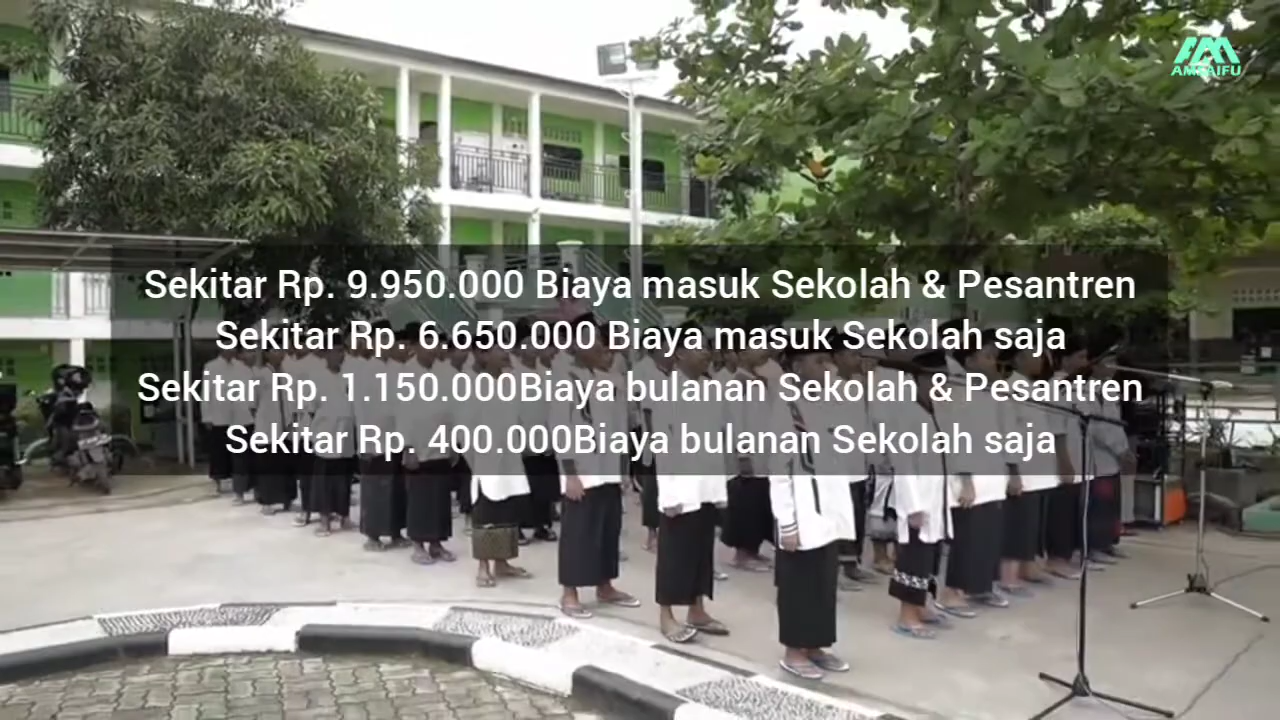 AMTAIFU
Sekitar Rp. 9.950.000 Biaya masuk Sekolah & Pesantren
Sekitar Rp. 6.650.000 Biaya masuk Sekolah saja
Sekitar Rp. 1.150.000Biaya bulanan Sekolah & Pesantren
Sekitar Rp. 400.000Biaya bulanan Sekolah saja